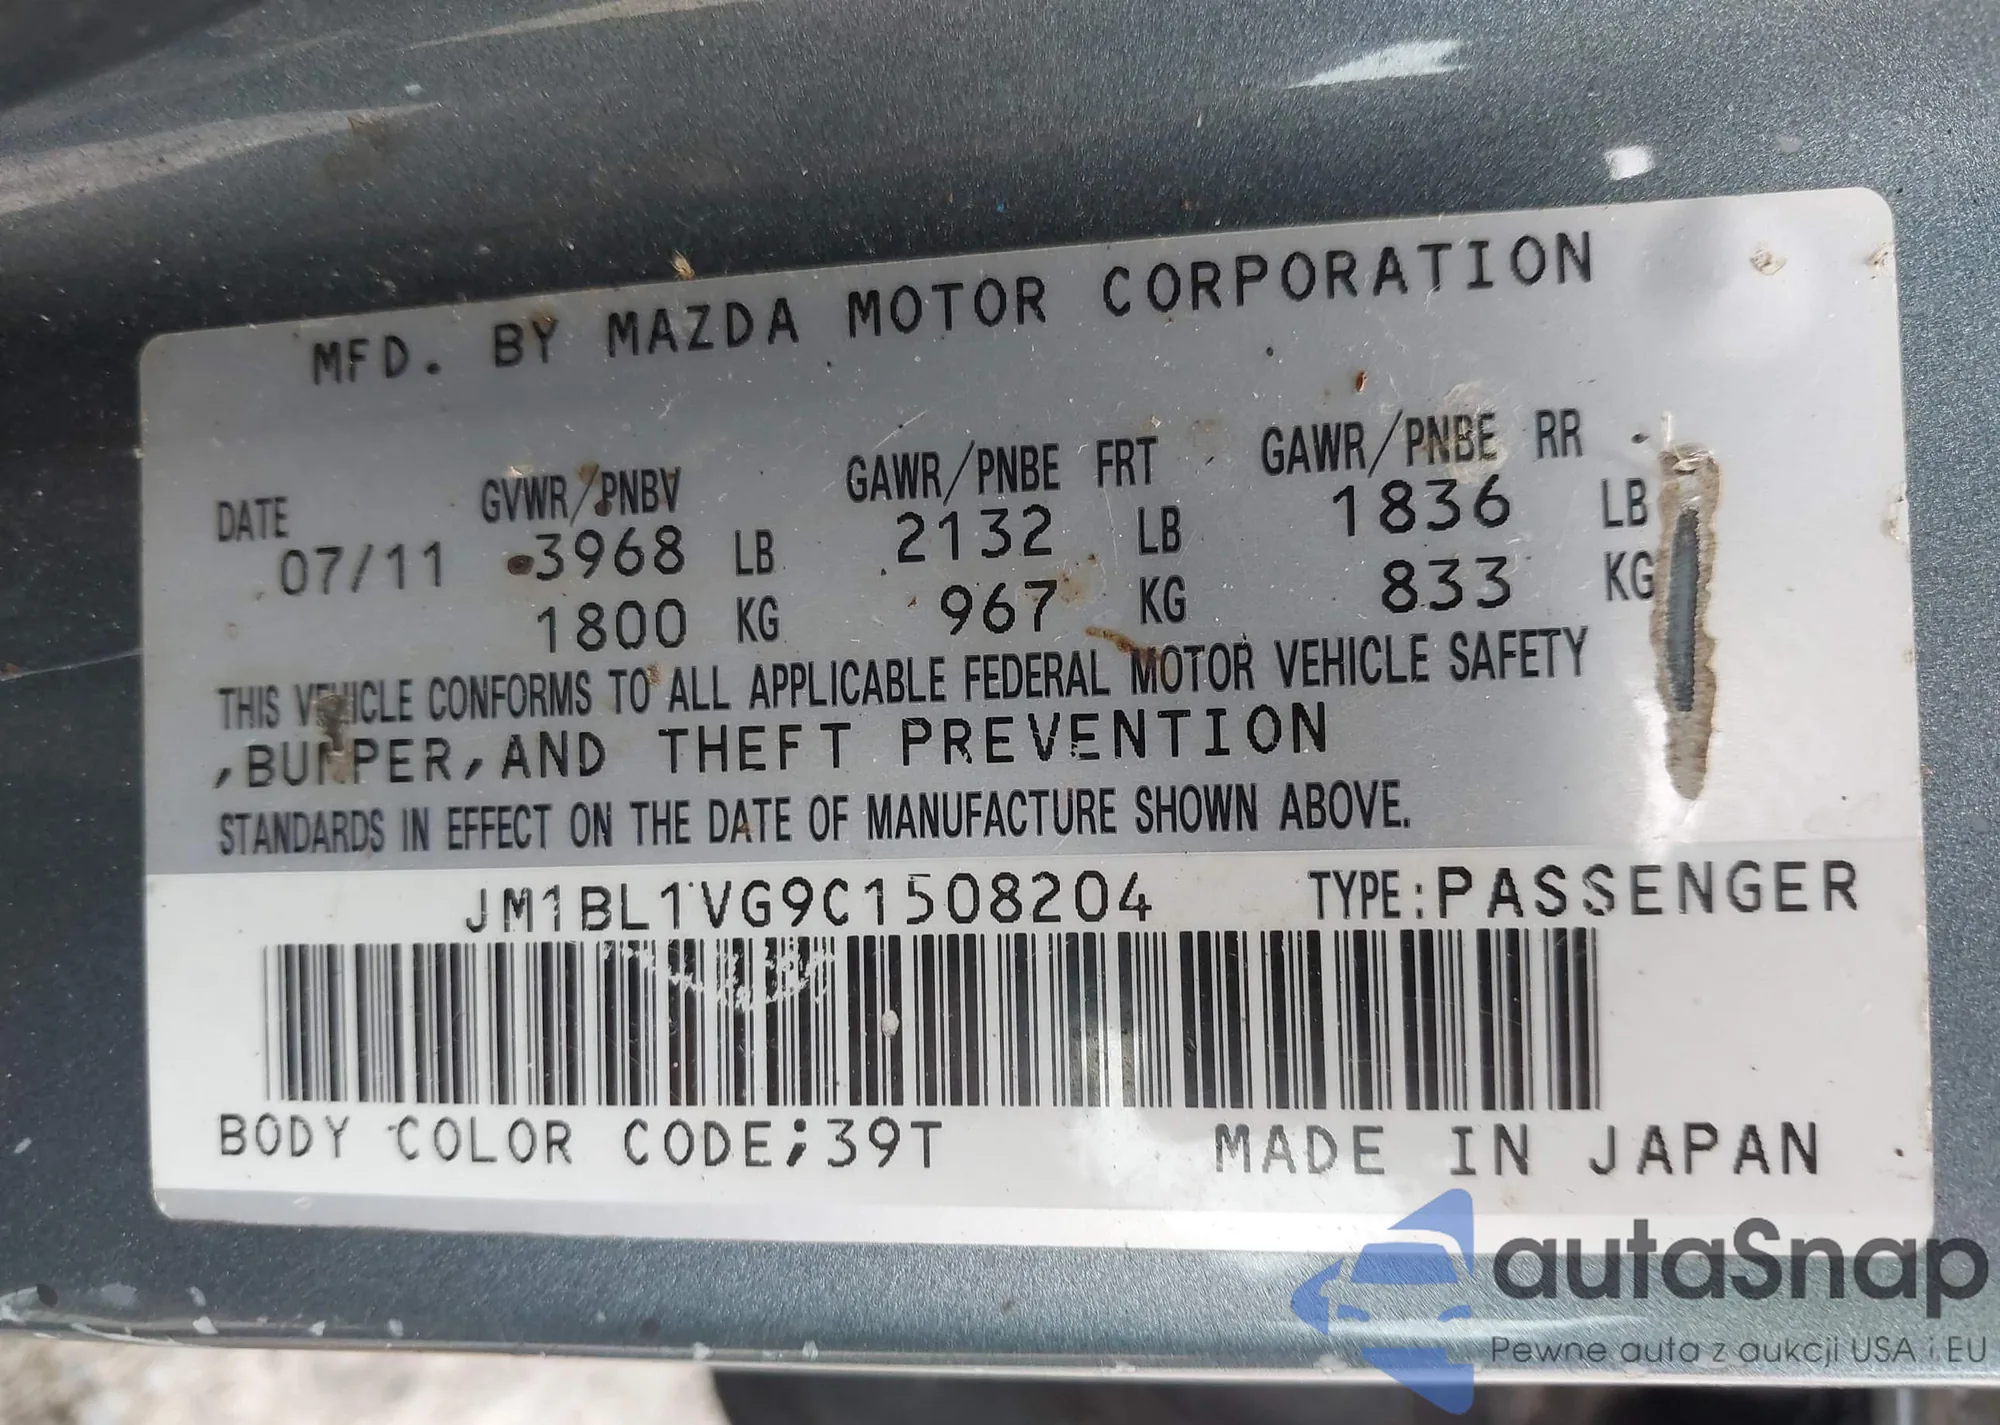 MFD. BY MAZDA MOTOR CORPORATION
DATE GVWR/PNBV GAWR/PNBE FRT GAWR/PNBE RR
07/11 3968 LB 2132 LB 1836 LB
1800 KG 967 KG 833 KG
THIS VEHICLE CONFORMS TO ALL APPLICABLE FEDERAL MOTOR VEHICLE SAFETY
,BUMPER,AND THEFT PREVENTION
STANDARDS IN EFFECT ON THE DATE OF MANUFACTURE SHOWN ABOVE.
JM1BL1VG9C1508204 TYPE:PASSENGER
BODY COLOR CODE;39T MADE IN JAPAN
autaSnap
Pewne auta z aukcji USA i EU